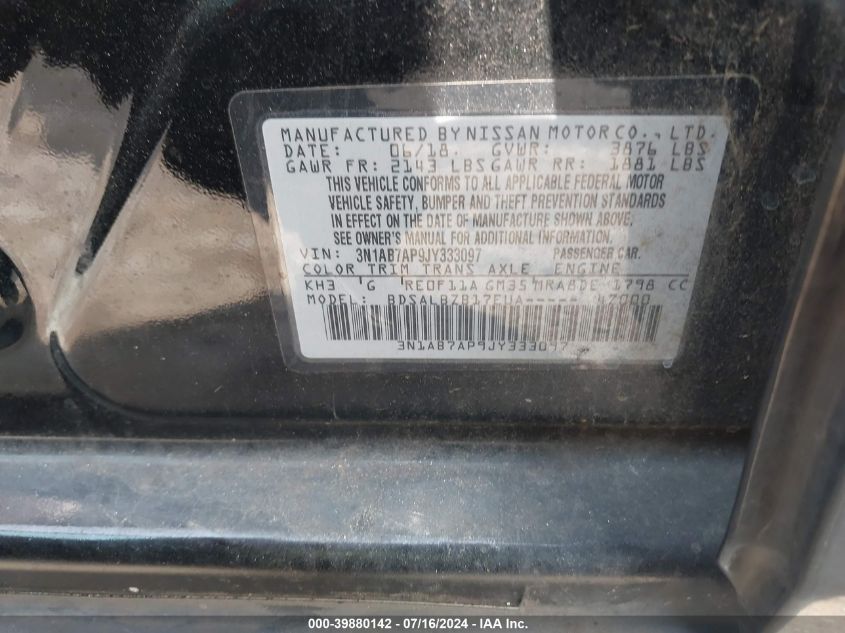 MANUFACTURED BY NISSAN MOTOR CO., LTD.
DATE: 06/18 GVWR: 3876 LBS
GAWR FR: 2143 LBS GAWR RR: 1881 LBS
THIS VEHICLE CONFORMS TO ALL APPLICABLE FEDERAL MOTOR
VEHICLE SAFETY, BUMPER AND THEFT PREVENTION STANDARDS
IN EFFECT ON THE DATE OF MANUFACTURE SHOWN ABOVE.
SEE OWNER'S MANUAL FOR ADDITIONAL INFORMATION.
VIN: 3N1AB7AP9JY333097 PASSENGER CAR.
COLOR TRIM TRANS AXLE ENGINE
KH3 G RE0F11A GM35 MRA8DE 1798 CC
MODEL: BDSALBZB17EUA----- 47000
3N1AB7AP9JY333097
000-39880142 - 07/16/2024 - IAAI, Inc.